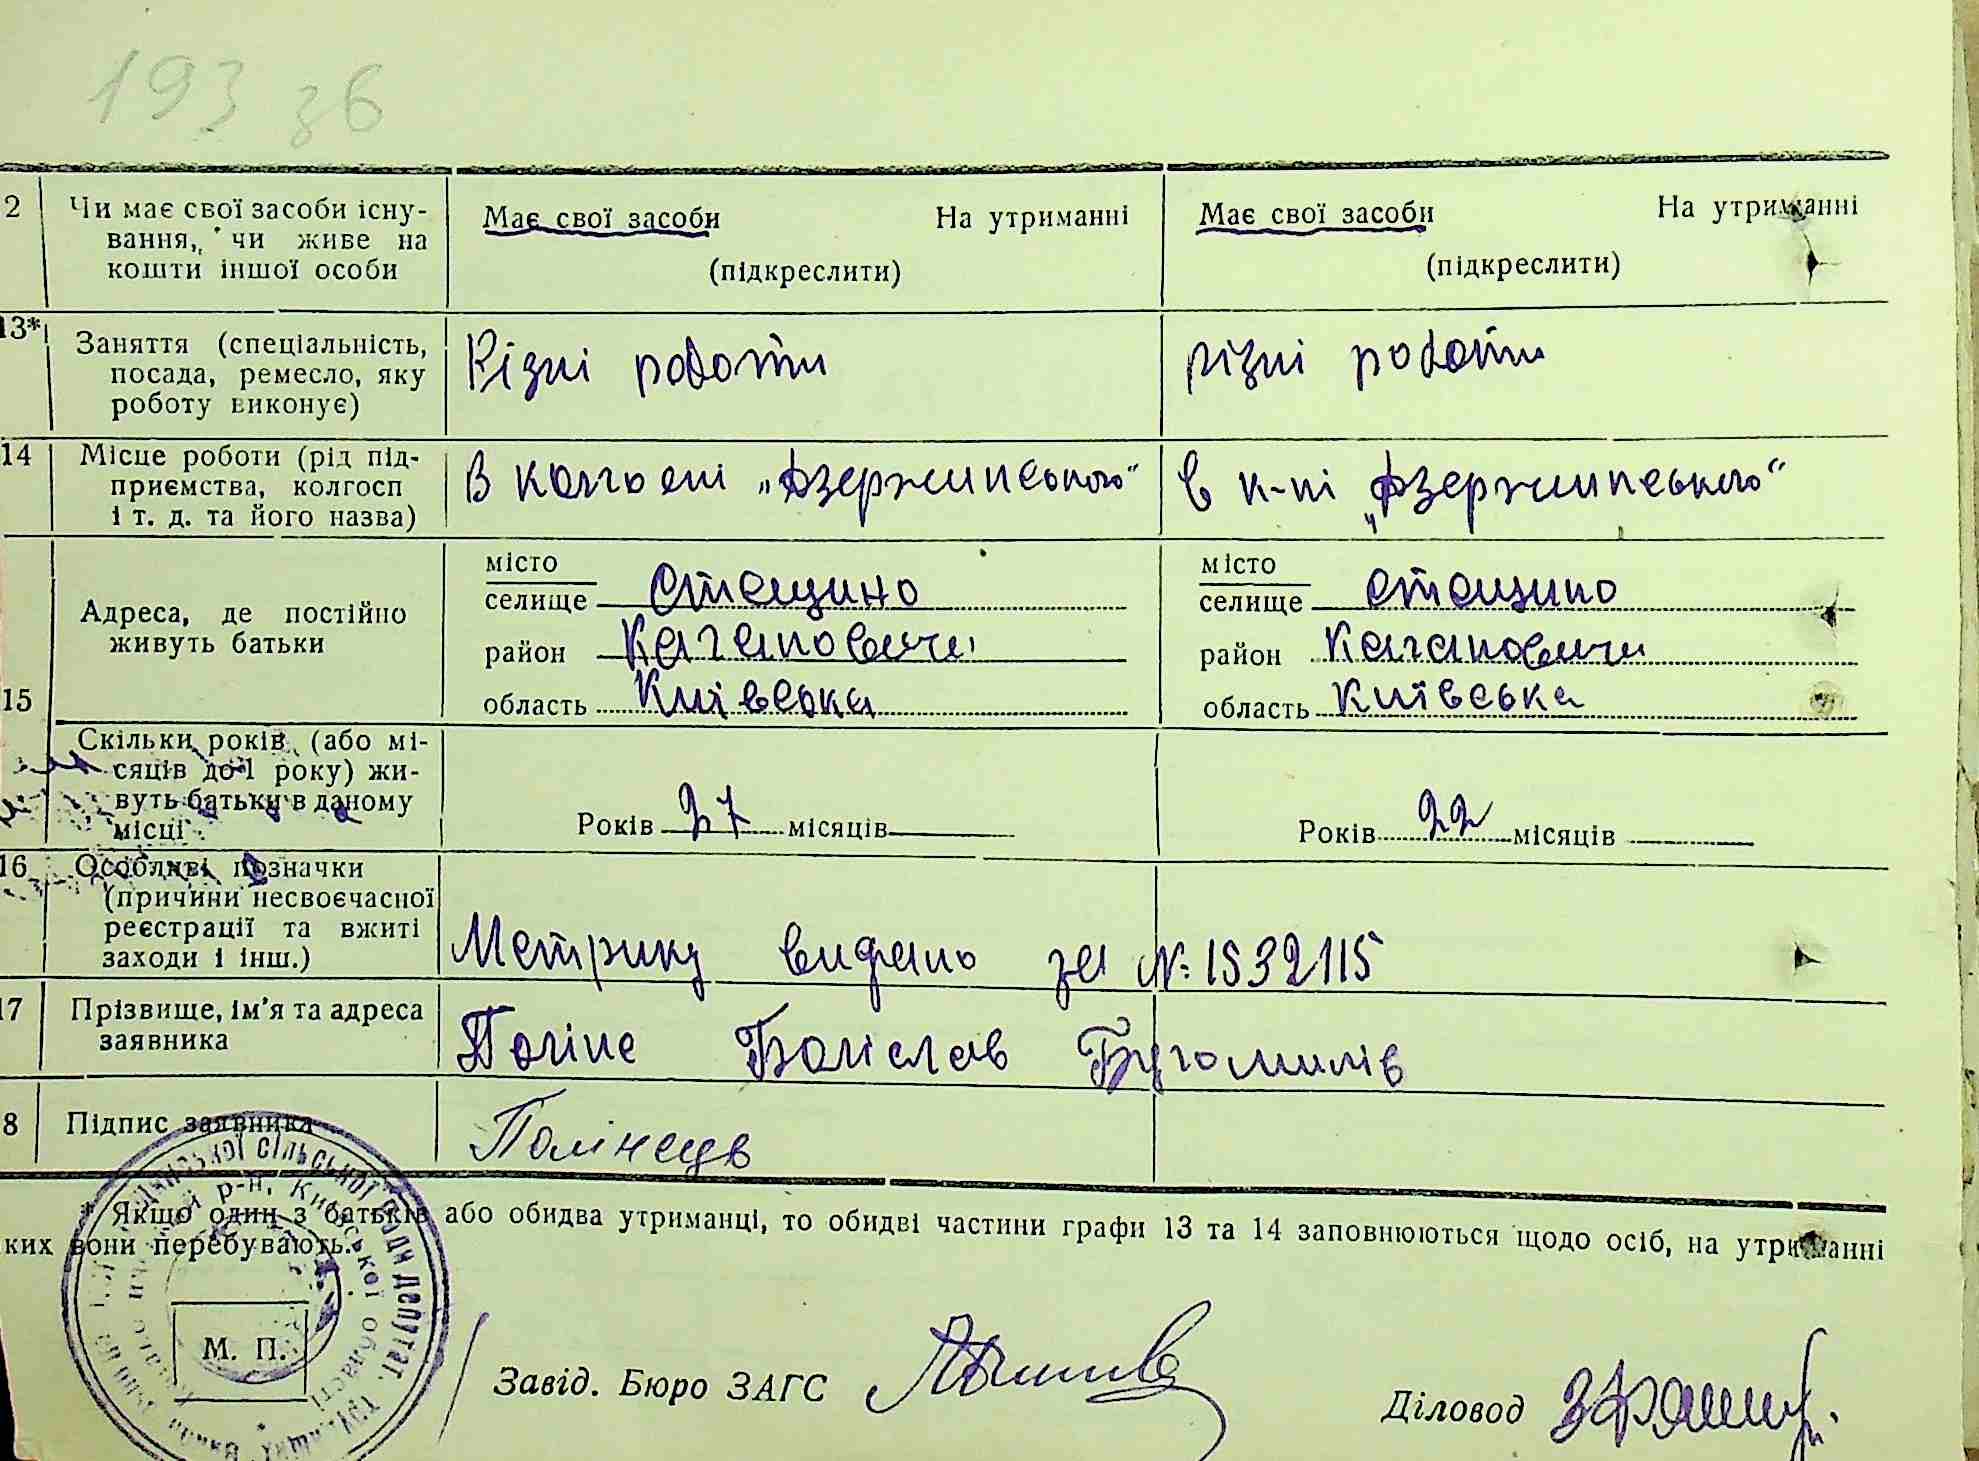 193 зв
2 Чи має свої засоби існу- Має свої засоби На утриманні Має свої засоби На утриманні
вання, чи живе на
кошти іншої особи (підкреслити) (підкреслити)
13* Заняття (спеціальність, Різні роботи різні роботи
посада, ремесло, яку
роботу виконує)
14 Місце роботи (рід під- В колгоспі „Дзержинського" в к-пі „Дзержинського"
приємства, колгосп
і т. д. та його назва)
місто місто
селище Стещино селище Стещино
Адреса, де постійно
живуть батьки район Кагановичи район Кагановичи
15 область Київська область Київська
Скільки років (або мі-
сяців до 1 року) жи-
вуть батьки в даному
місці Років 27 місяців Років 22 місяців
16 Особливі позначки
(причини несвоєчасної
реєстрації та вжиті
заходи і інш.) Метрику видано за №: 1532115
17 Прізвище, ім'я та адреса
заявника Болislав
8 Підпис заявника Полінець
* Якщо один з батьків або обидва утриманці, то обидві частини графи 13 та 14 заповнюються щодо осіб, на утриманні
ких вони перебувають.
М. П.
Завід. Бюро ЗАГС
Діловод